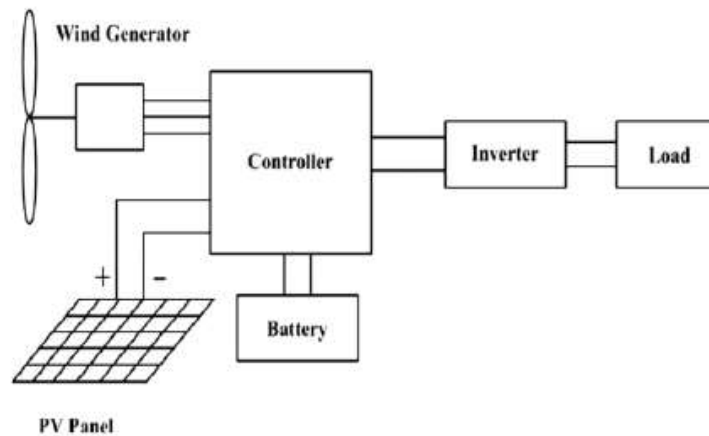 Wind Generator
Controller
Inverter
Load
+ −
Battery
PV Panel